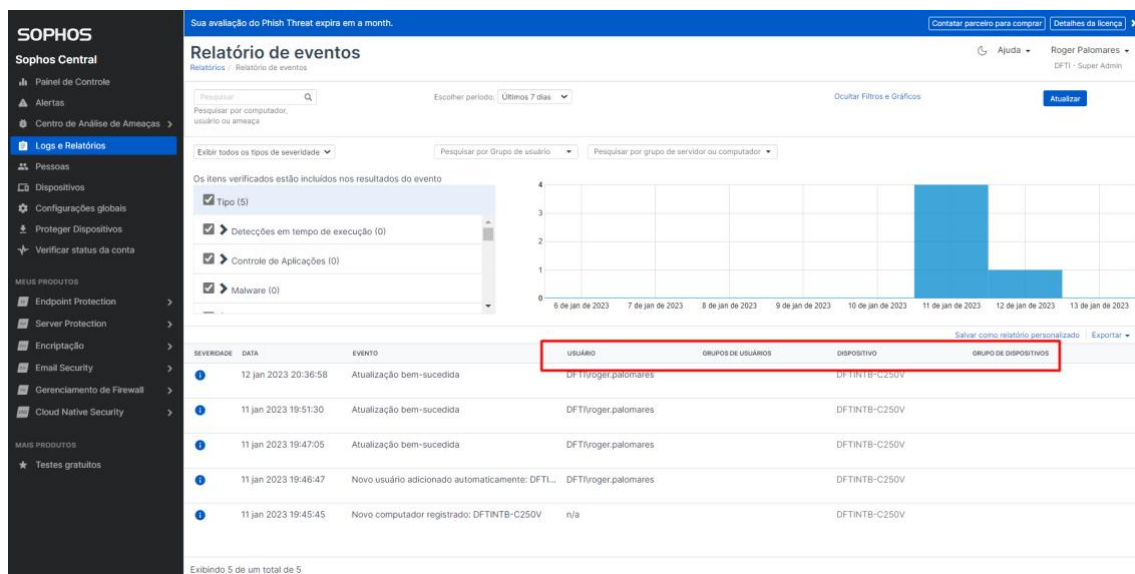 Sua avaliação do Phish Threat expira em a month.
Contatar parceiro para comprar
Detalhes da licença
SOPHOS
Sophos Central
Painel de Controle
Alertas
Centro de Análise de Ameaças
Logs e Relatórios
Pessoas
Dispositivos
Configurações globais
Proteger Dispositivos
Verificar status da conta
MEUS PRODUTOS
Endpoint Protection
Server Protection
Encriptação
Email Security
Gerenciamento de Firewall
Cloud Native Security
MAIS PRODUTOS
Testes gratuitos
Relatório de eventos
Relatórios / Relatório de eventos
Ajuda
Roger Palomares
DFTI - Super Admin
Pesquisar
Pesquisar por computador,
usuário ou ameaça
Escolher período: Últimos 7 dias
Ocultar Filtros e Gráficos
Atualizar
Exibir todos os tipos de severidade
Pesquisar por Grupo de usuário
Pesquisar por grupo de servidor ou computador
Os itens verificados estão incluídos nos resultados do evento
Tipo (5)
Detecções em tempo de execução (0)
Controle de Aplicações (0)
Malware (0)
4
3
2
1
0
6 de jan de 2023 7 de jan de 2023 8 de jan de 2023 9 de jan de 2023 10 de jan de 2023 11 de jan de 2023 12 de jan de 2023 13 de jan de 2023
Salvar como relatório personalizado Exportar
SEVERIDADE DATA EVENTO USUÁRIO GRUPOS DE USUÁRIOS DISPOSITIVO GRUPO DE DISPOSITIVOS
12 jan 2023 20:36:58 Atualização bem-sucedida DFTI\roger.palomares DFTINTB-C250V
11 jan 2023 19:51:30 Atualização bem-sucedida DFTI\roger.palomares DFTINTB-C250V
11 jan 2023 19:47:05 Atualização bem-sucedida DFTI\roger.palomares DFTINTB-C250V
11 jan 2023 19:46:47 Novo usuário adicionado automaticamente: DFTI... DFTI\roger.palomares DFTINTB-C250V
11 jan 2023 19:45:45 Novo computador registrado: DFTINTB-C250V n/a DFTINTB-C250V
Exibindo 5 de um total de 5